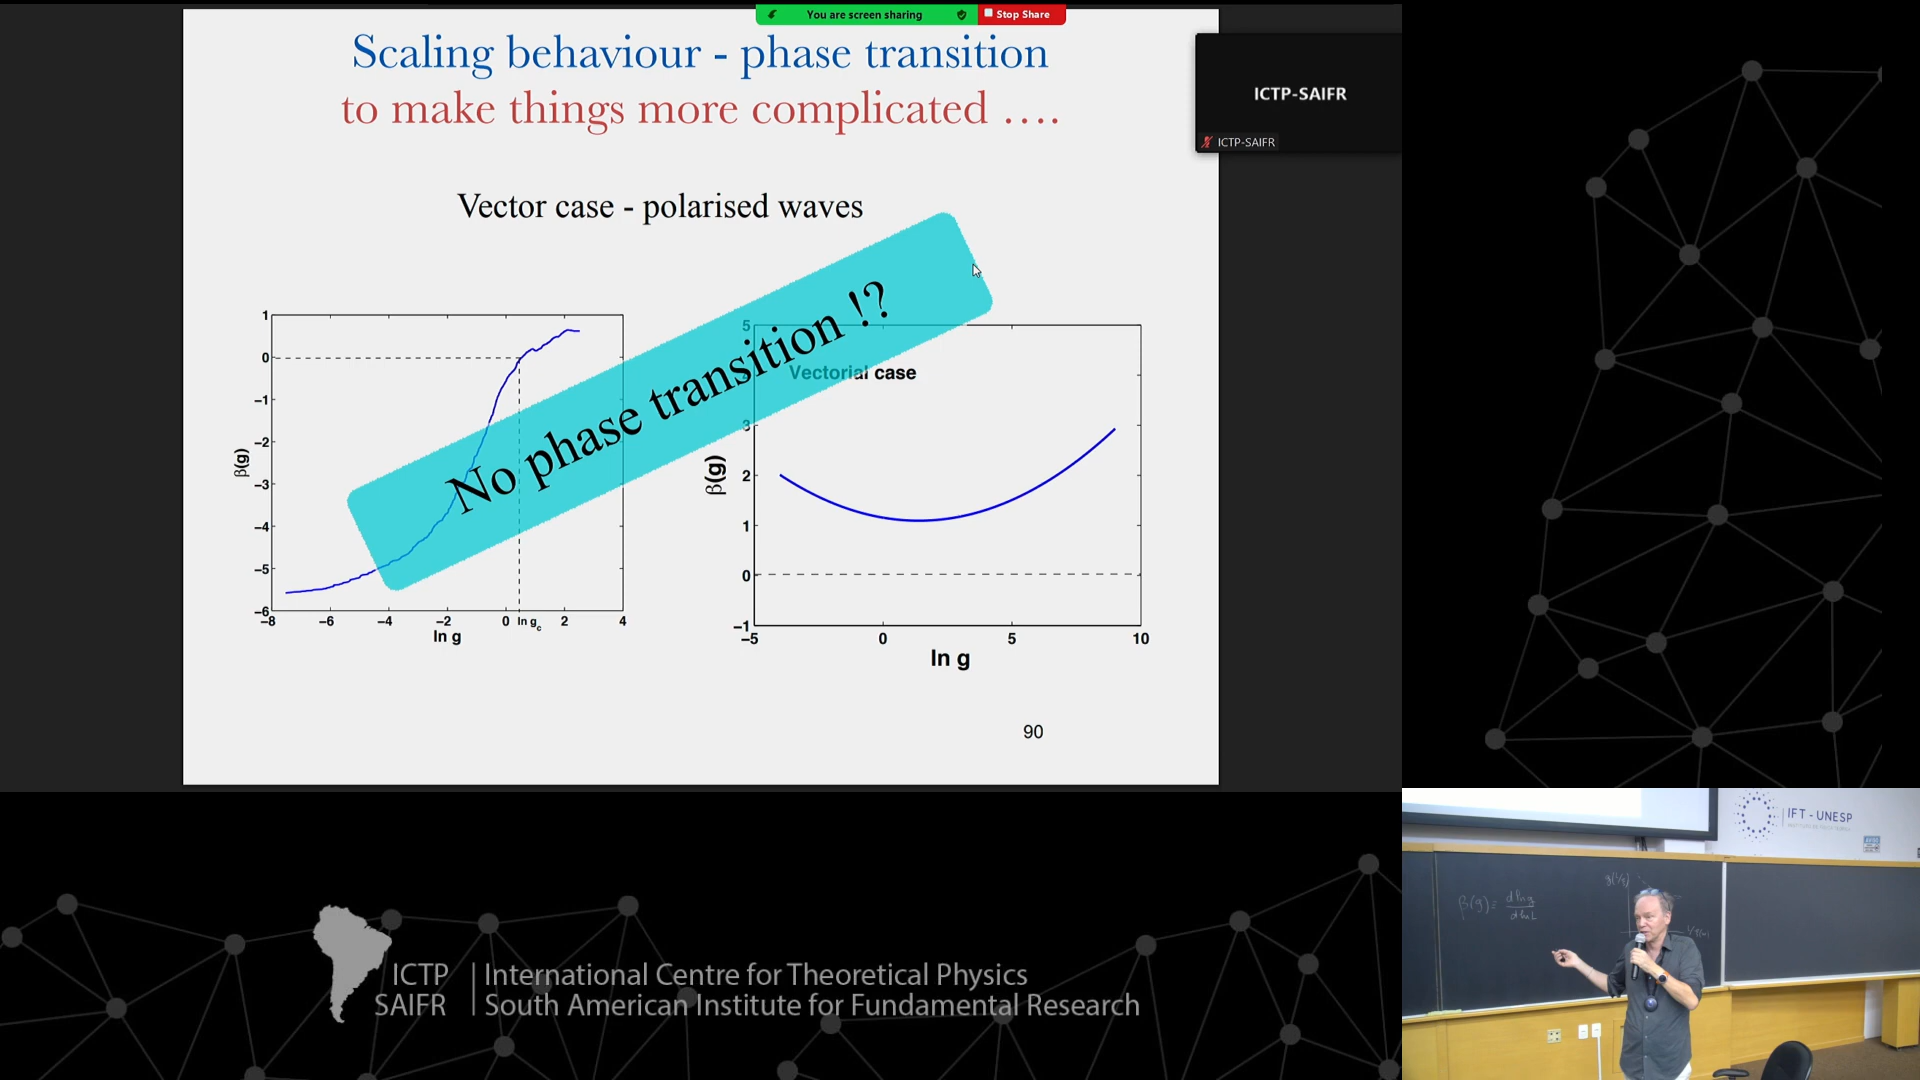 You are screen sharing
Stop Share
Scaling behaviour - phase transition
to make things more complicated ....
ICTP-SAIFR
ICTP-SAIFR
Vector case - polarised waves
No phase transition !?
1
0
−1
−2
−3
−4
−5
−6
β(g)
−8
−6
−4
−2
0
ln gc
2
4
ln g
5
Vectorial case
3
2
1
0
−1
β(g)
−5
0
5
10
ln g
90
IFT - UNESP
β(g) = d ln g
d ln L
ICTP
SAIFR
International Centre for Theoretical Physics
South American Institute for Fundamental Research